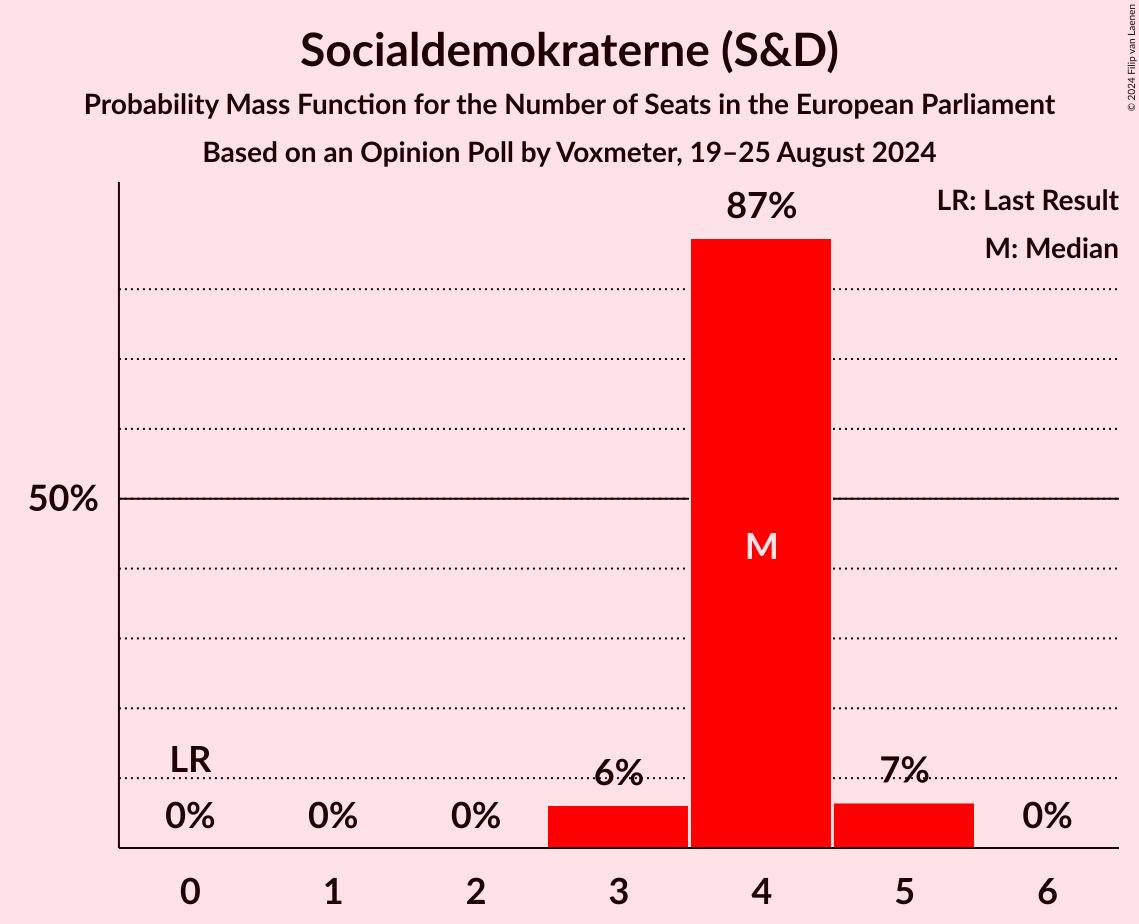 Socialdemokraterne (S&D)
Probability Mass Function for the Number of Seats in the European Parliament
Based on an Opinion Poll by Voxmeter, 19–25 August 2024
© 2024 Filip van Laenen
LR: Last Result
M: Median
87%
50%
M
LR
6%
7%
0%
0%
0%
0%
0
1
2
3
4
5
6